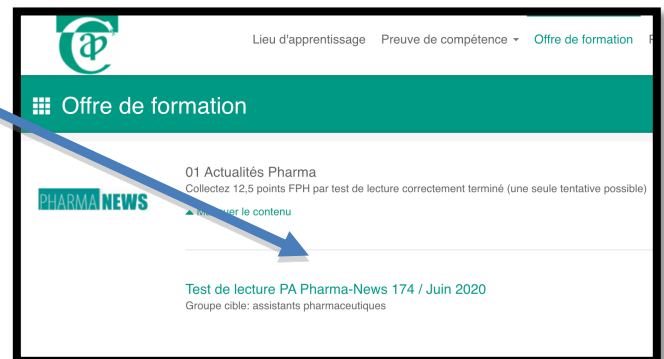 Lieu d'apprentissage Preuve de compétence Offre de formation
Offre de formation
PHARMA NEWS
01 Actualités Pharma
Collectez 12,5 points FPH par test de lecture correctement terminé (une seule tentative possible)
le contenu
Test de lecture PA Pharma-News 174 / Juin 2020
Groupe cible: assistants pharmaceutiques